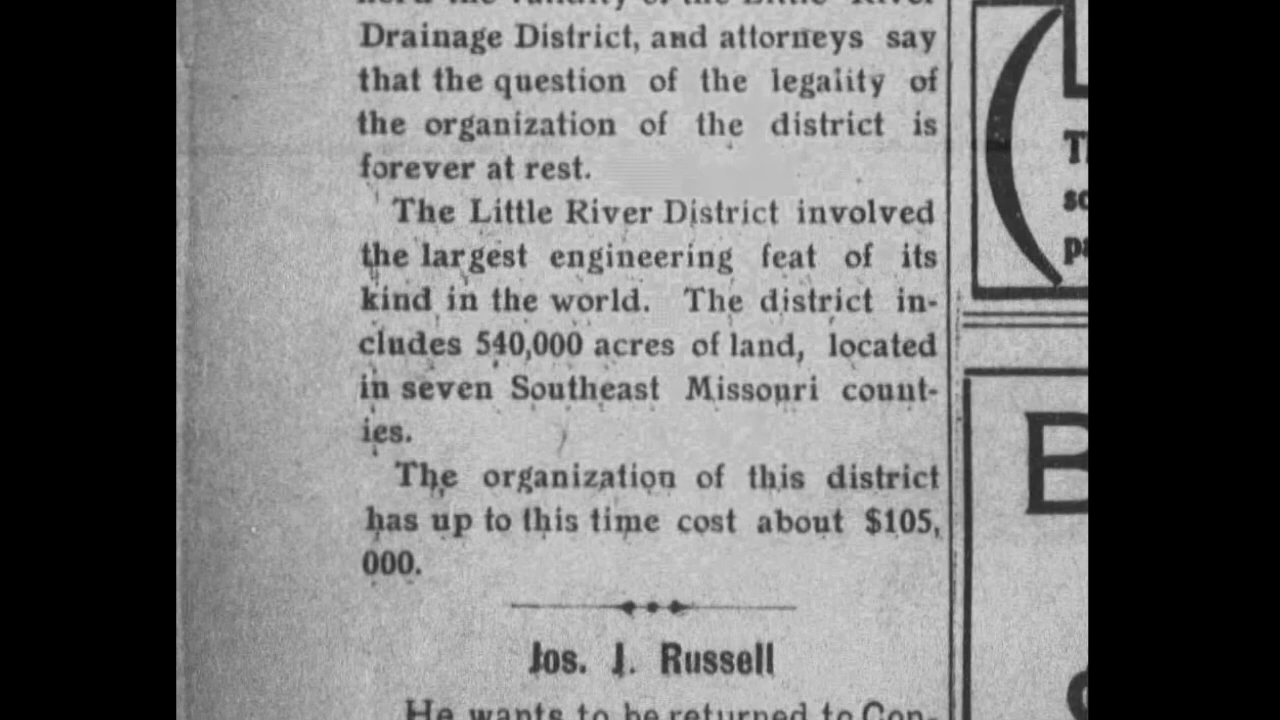 the Little River
Drainage District, and attorneys say
that the question of the legality of
the organization of the district is
forever at rest.
The Little River District involved
the largest engineering feat of its
kind in the world. The district in-
cludes 540,000 acres of land, located
in seven Southeast Missouri count-
ies.
The organization of this district
has up to this time cost about $105,
000.
Jos. J. Russell
He wants to be returned to Con-
B